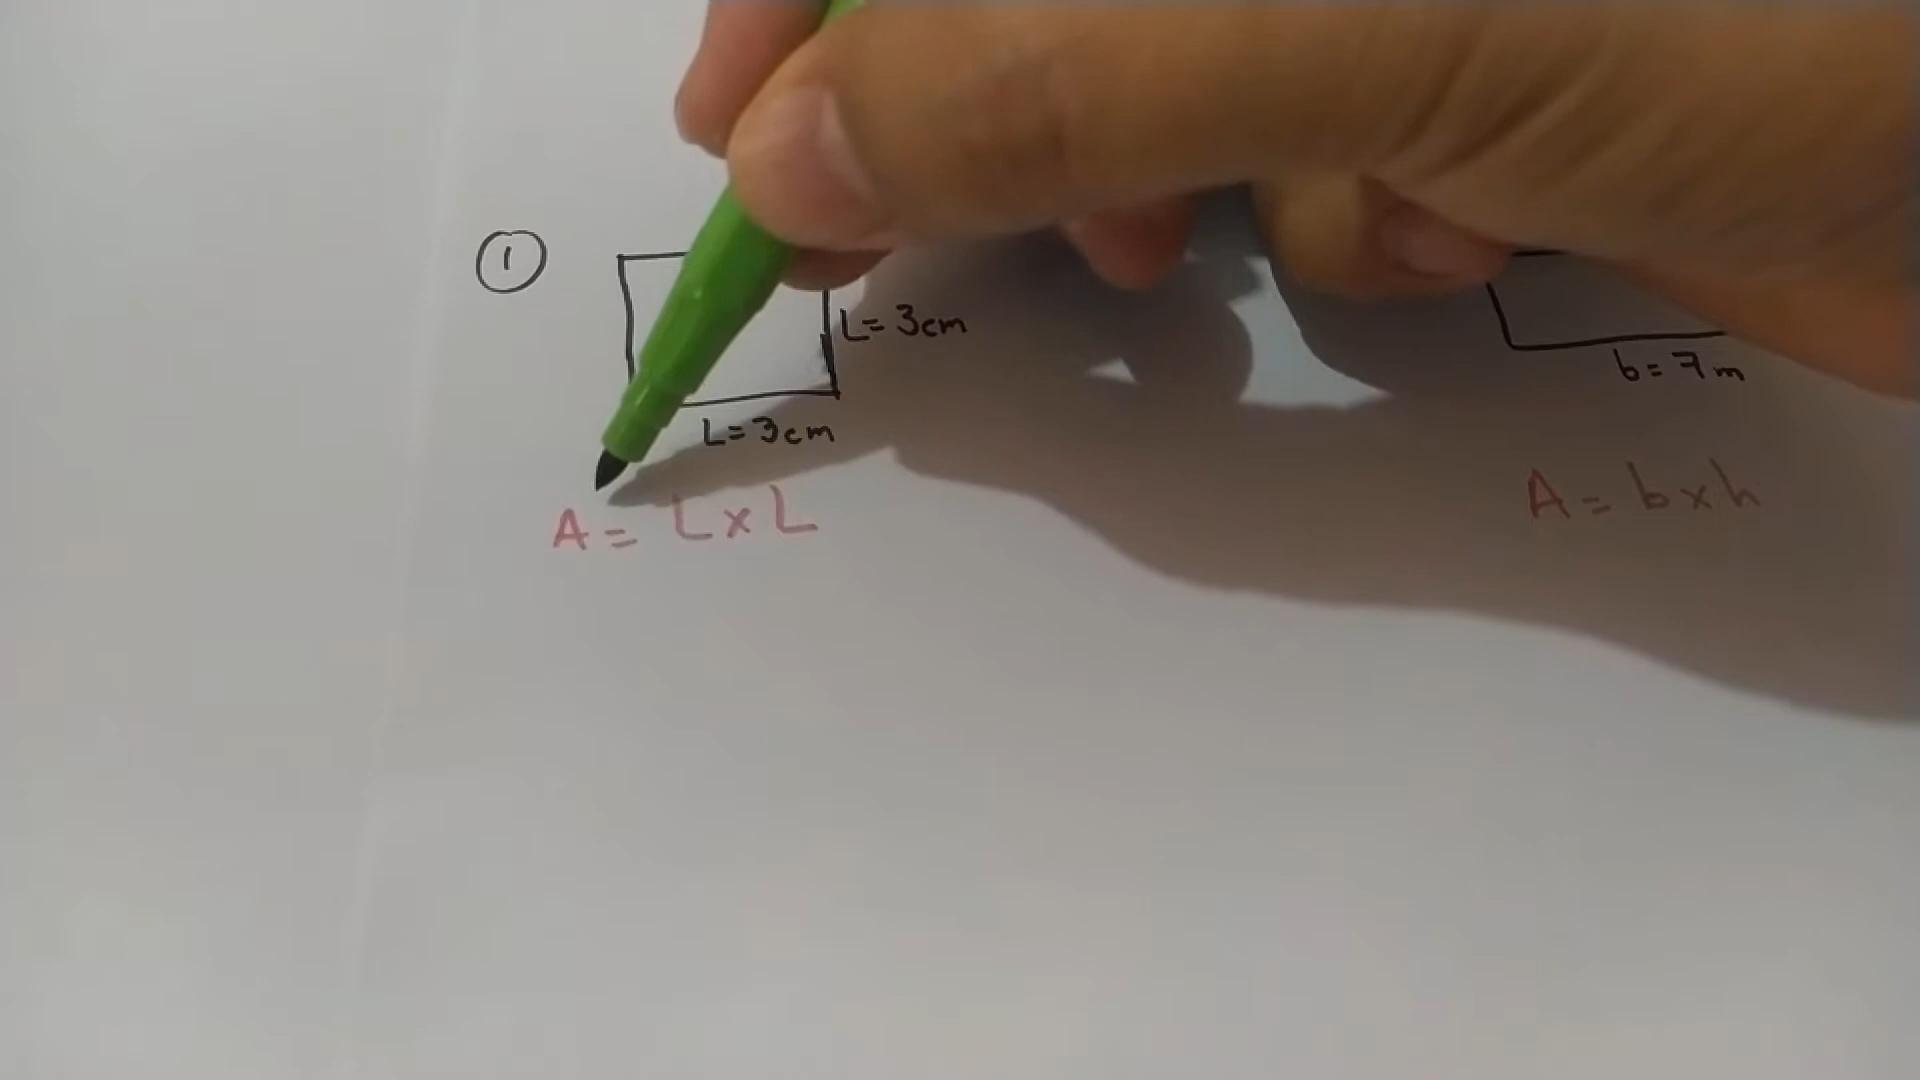 1
L= 3cm
L= 3cm
A = L x L
b = 7m
A = b x h